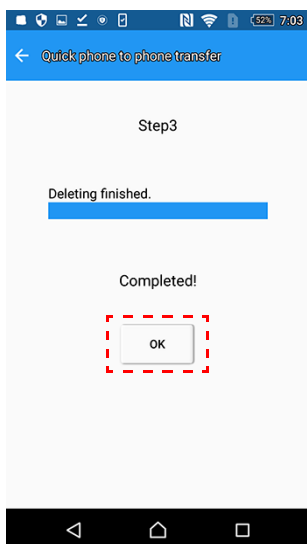 52% 7:03
Quick phone to phone transfer
Step3
Deleting finished.
Completed!
OK